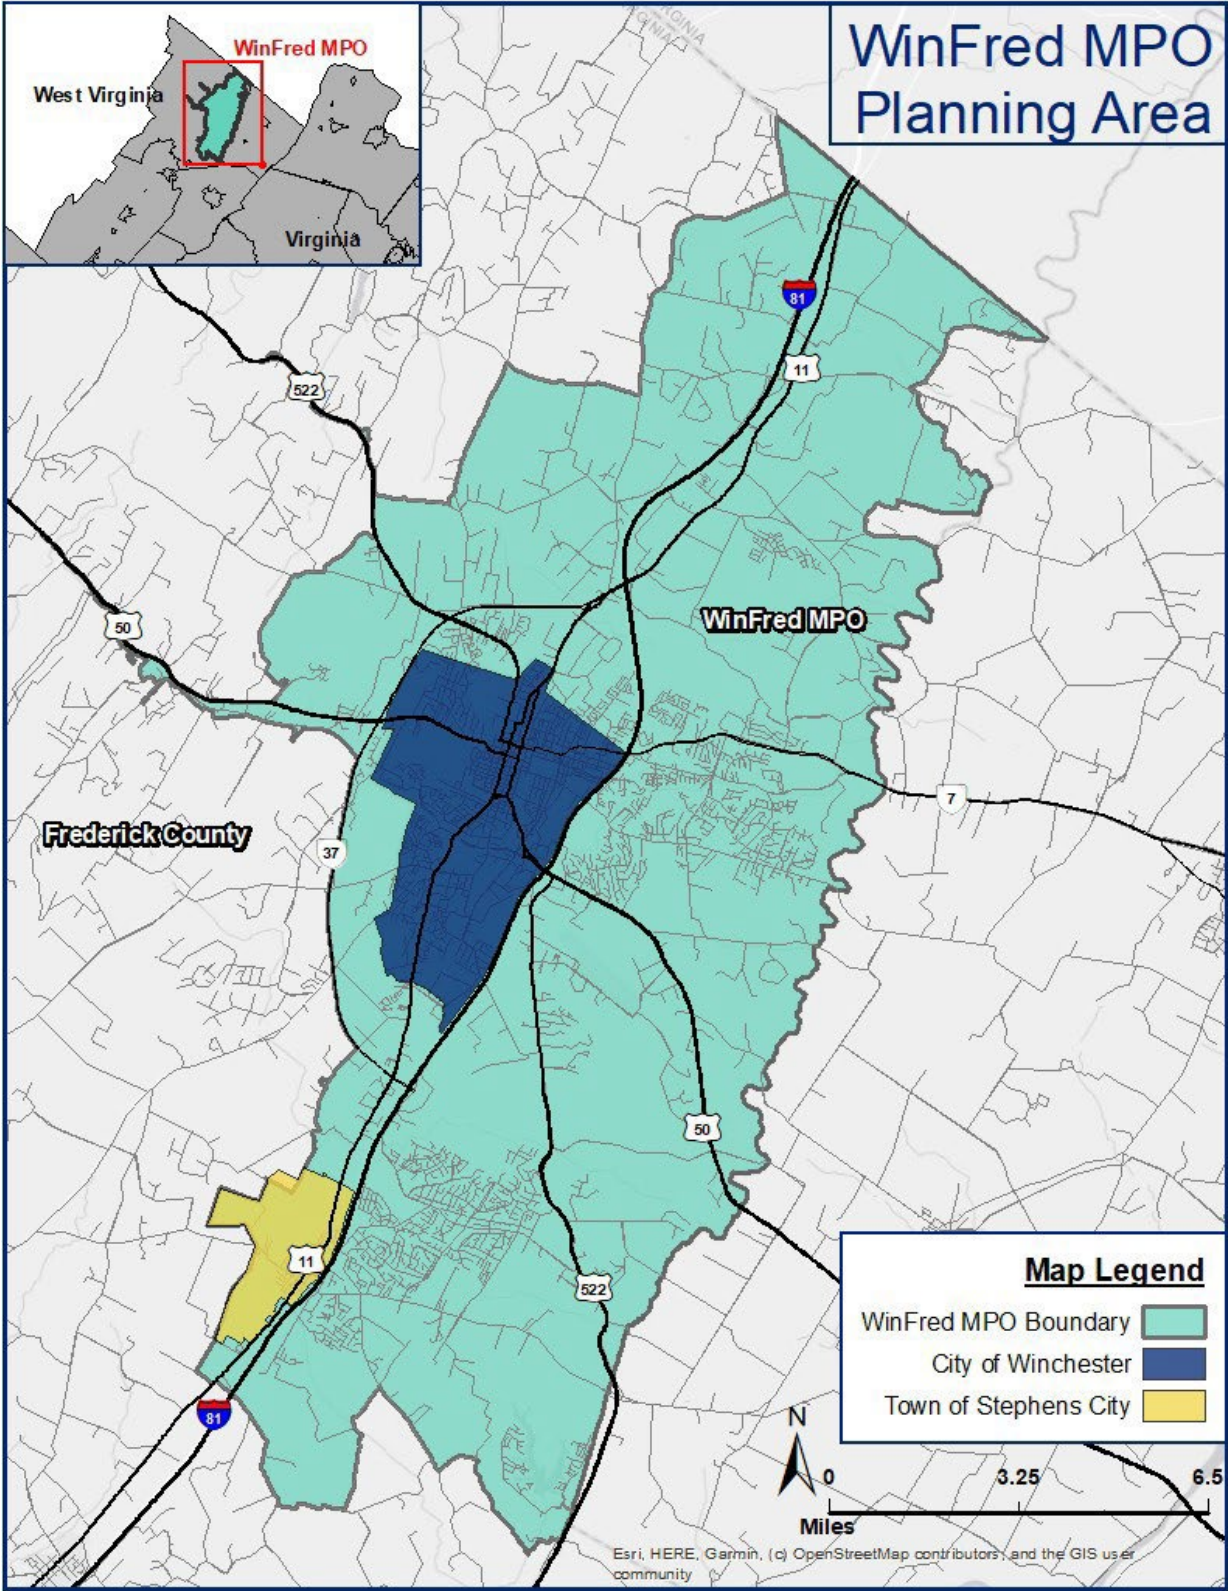 WinFred MPO
Planning Area
WinFred MPO
West Virginia
Virginia
VIRGINIA
VIRGINIA
81
11
522
50
WinFred MPO
7
Frederick County
37
50
11
522
81
Map Legend
WinFred MPO Boundary
City of Winchester
Town of Stephens City
N
0 3.25 6.5
Miles
Esri, HERE, Garmin, (c) OpenStreetMap contributors, and the GIS user
community